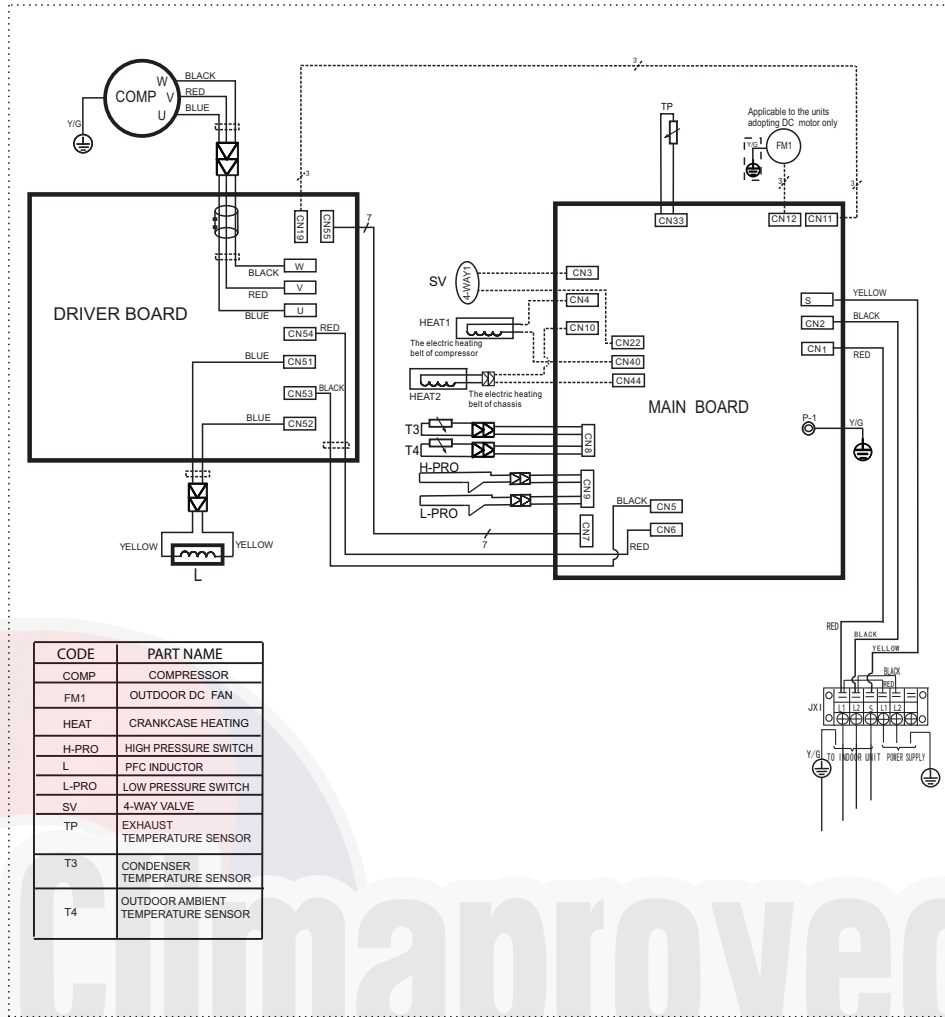 COMP
W
V
U
BLACK
RED
BLUE
Y/G
3
3
3
3
TP
Applicable to the units
adopting DC motor only
Y/G
FM1
DRIVER BOARD
CN19
CN55
7
W
BLACK
V
RED
U
BLUE
CN54
RED
BLUE
CN51
CN53
BLACK
BLUE
CN52
YELLOW
YELLOW
L
SV
4-WAY1
HEAT1
The electric heating
belt of compressor
HEAT2
The electric heating
belt of chassis
T3
T4
H-PRO
L-PRO
7
CN33
CN12
CN11
CN3
CN4
CN10
CN22
CN40
CN44
CN8
CN9
CN7
BLACK
CN5
CN6
RED
MAIN BOARD
S
YELLOW
CN2
BLACK
CN1
RED
P-1
Y/G
RED
BLACK
YELLOW
BLACK
RED
JX1
L1 L2 S L1 L2
Y/G
TO INDOOR UNIT
POWER SUPPLY
CODE PART NAME
COMP COMPRESSOR
FM1 OUTDOOR DC FAN
HEAT CRANKCASE HEATING
H-PRO HIGH PRESSURE SWITCH
L PFC INDUCTOR
L-PRO LOW PRESSURE SWITCH
SV 4-WAY VALVE
TP EXHAUST
TEMPERATURE SENSOR
T3 CONDENSER
TEMPERATURE SENSOR
T4 OUTDOOR AMBIENT
TEMPERATURE SENSOR
Climaproyec